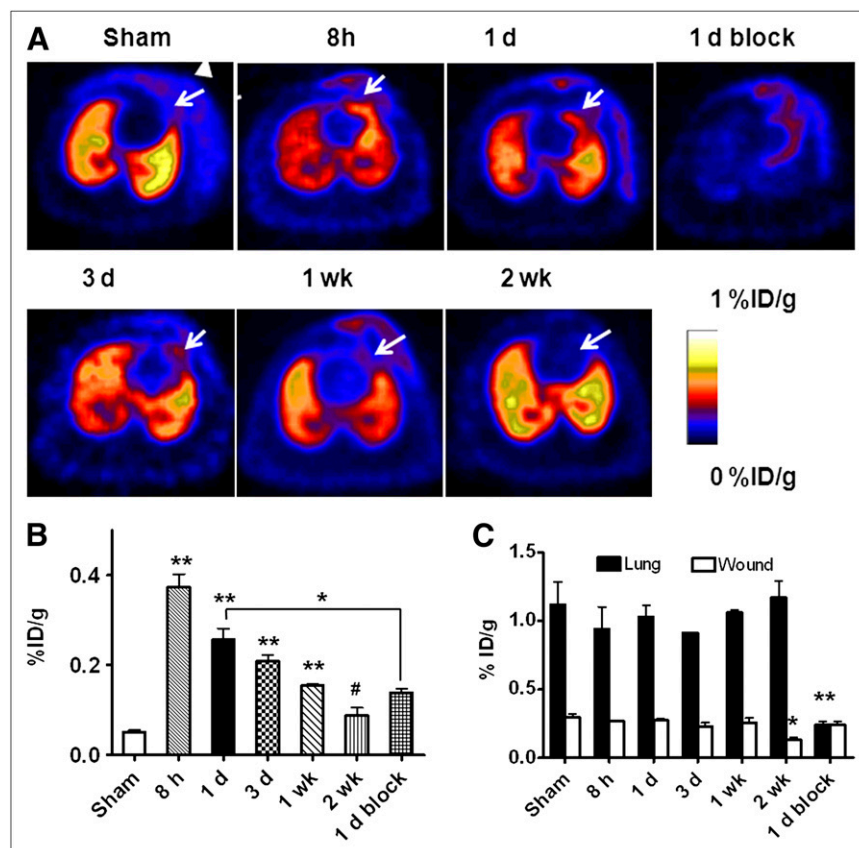 A
Sham
8h
1 d
1 d block
3 d
1 wk
2 wk
1 %ID/g
0 %ID/g
B
%ID/g
0.4
0.2
0.0
**
**
**
**
#
*
Sham
8 h
1 d
3 d
1 wk
2 wk
1 d block
C
% ID/g
1.5
1.0
0.5
0.0
Lung
Wound
*
**
Sham
8 h
1 d
3 d
1 wk
2 wk
1 d block